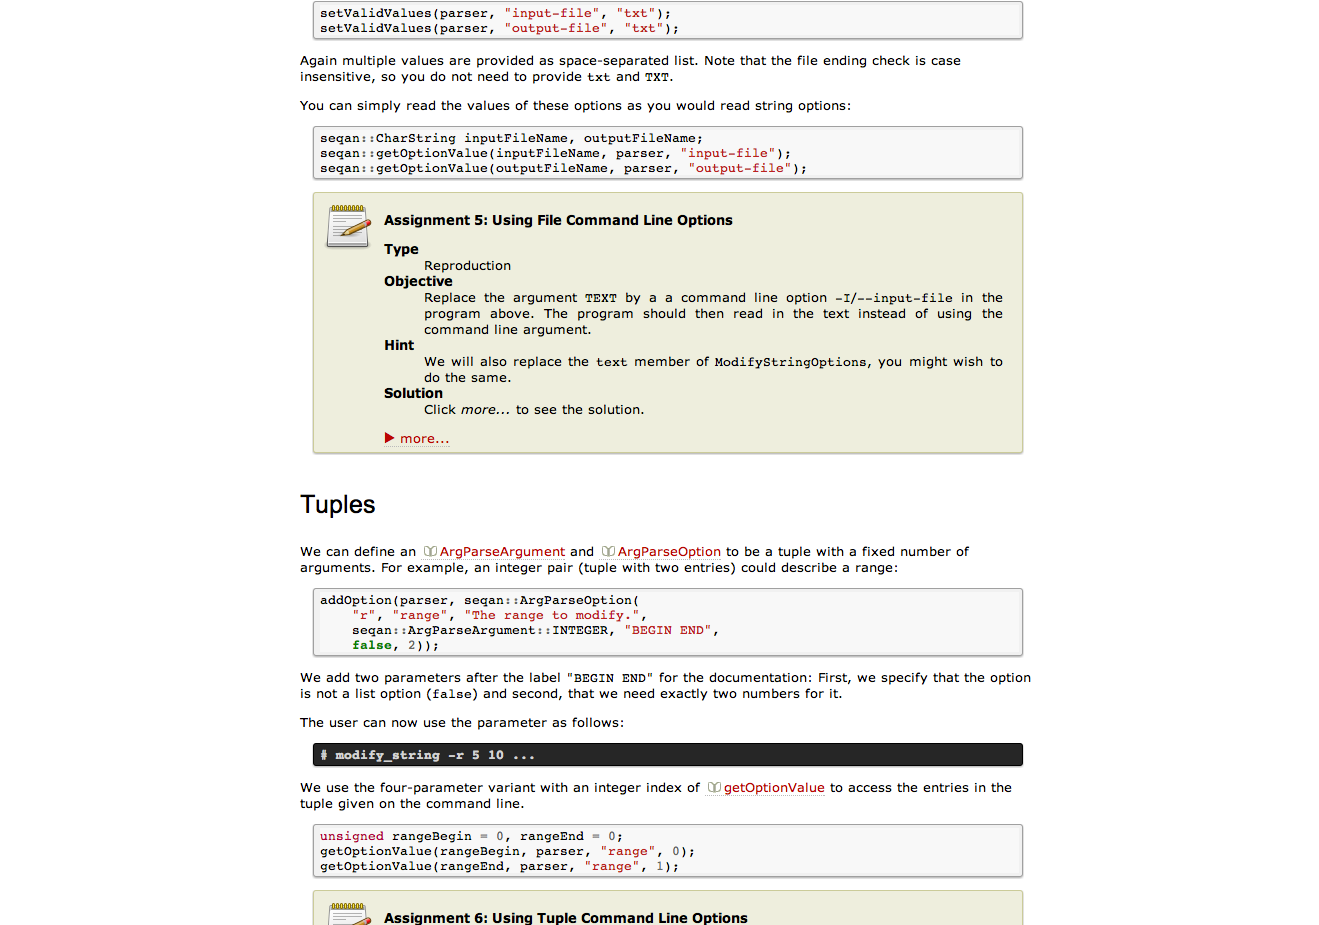 setValidValues(parser, "input-file", "txt");
setValidValues(parser, "output-file", "txt");
Again multiple values are provided as space-separated list. Note that the file ending check is case
insensitive, so you do not need to provide txt and TXT.
You can simply read the values of these options as you would read string options:
seqan::CharString inputFileName, outputFileName;
seqan::getOptionValue(inputFileName, parser, "input-file");
seqan::getOptionValue(outputFileName, parser, "output-file");
Assignment 5: Using File Command Line Options
Type
Reproduction
Objective
Replace the argument TEXT by a a command line option -I/--input-file in the
program above. The program should then read in the text instead of using the
command line argument.
Hint
We will also replace the text member of ModifyStringOptions, you might wish to
do the same.
Solution
Click more... to see the solution.
more...
Tuples
We can define an ArgParseArgument and ArgParseOption to be a tuple with a fixed number of
arguments. For example, an integer pair (tuple with two entries) could describe a range:
addOption(parser, seqan::ArgParseOption(
"r", "range", "The range to modify.",
seqan::ArgParseArgument::INTEGER, "BEGIN END",
false, 2));
We add two parameters after the label "BEGIN END" for the documentation: First, we specify that the option
is not a list option (false) and second, that we need exactly two numbers for it.
The user can now use the parameter as follows:
# modify_string -r 5 10 ...
We use the four-parameter variant with an integer index of getOptionValue to access the entries in the
tuple given on the command line.
unsigned rangeBegin = 0, rangeEnd = 0;
getOptionValue(rangeBegin, parser, "range", 0);
getOptionValue(rangeEnd, parser, "range", 1);
Assignment 6: Using Tuple Command Line Options